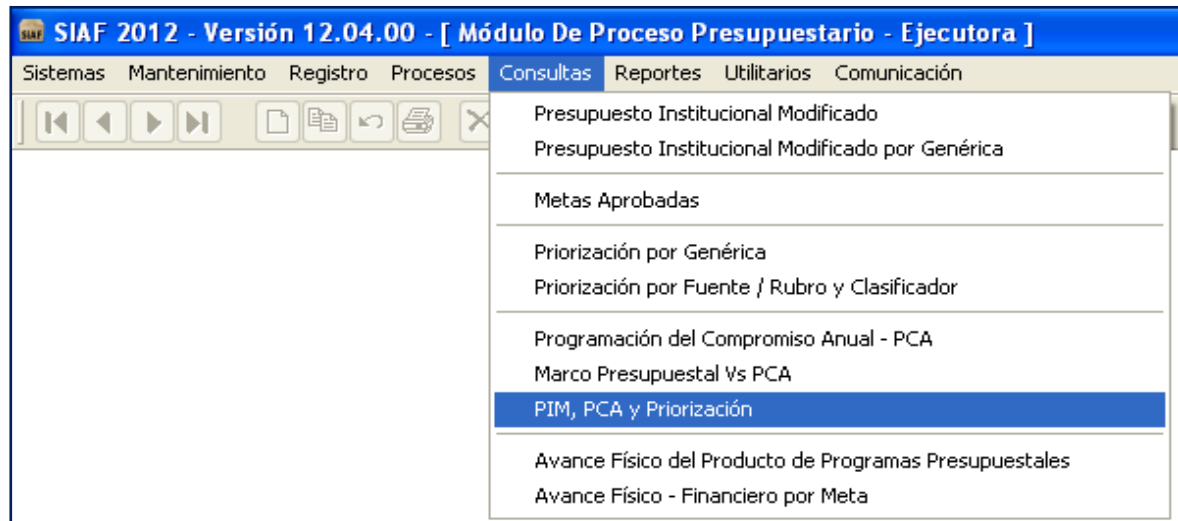 SIAF 2012 - Versión 12.04.00 - [ Módulo De Proceso Presupuestario - Ejecutora ]
Sistemas Mantenimiento Registro Procesos Consultas Reportes Utilitarios Comunicación
Presupuesto Institucional Modificado
Presupuesto Institucional Modificado por Genérica
Metas Aprobadas
Priorización por Genérica
Priorización por Fuente / Rubro y Clasificador
Programación del Compromiso Anual - PCA
Marco Presupuestal Vs PCA
PIM, PCA y Priorización
Avance Físico del Producto de Programas Presupuestales
Avance Físico - Financiero por Meta